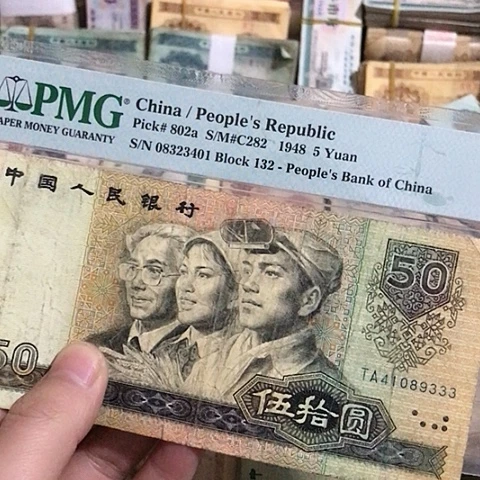 PMG®
PAPER MONEY GUARANTY
China / People's Republic
Pick# 802a S/M#C282 1948 5 Yuan
S/N 08323401 Block 132 - People's Bank of China
中国人民银行
50
TA41089333
50
伍拾圆